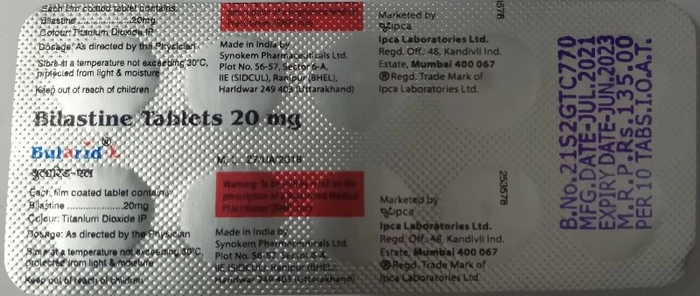 Each film coated tablet contains:
Bilastine..................20mg
Colour: Titanium Dioxide IP
Dosage: As directed by the Physician
Store at a temperature not exceeding 30°C,
protected from light & moisture
Keep out of reach of children
Made in India by
Synokem Pharmaceuticals Ltd.
Plot No. 56-57, Sector 6-A,
IIE (SIDCUL), Ranipur (BHEL),
Haridwar 249 403 (Uttarakhand)
Marketed by
Ipca
Ipca Laboratories Ltd.
Regd. Off.: 48, Kandivli Ind.
Estate, Mumbai 400 067
® Regd. Trade Mark of
Ipca Laboratories Ltd.
Bilastine Tablets 20 mg
Bularid®-L
बुलारिड-एल
M. L. 27/UA/2018
Each film coated tablet contains:
Bilastine..................20mg
Colour: Titanium Dioxide IP
Dosage: As directed by the Physician
Store at a temperature not exceeding 30°C,
protected from light & moisture
Keep out of reach of children
Warning: To be sold by retail on the
prescription of a Registered Medical
Practitioner only
Made in India by
Synokem Pharmaceuticals Ltd.
Plot No. 56-57, Sector 6-A,
IIE (SIDCUL), Ranipur (BHEL),
Haridwar 249 403 (Uttarakhand)
Marketed by
Ipca
Ipca Laboratories Ltd.
Regd. Off.: 48, Kandivli Ind.
Estate, Mumbai 400 067
® Regd. Trade Mark of
Ipca Laboratories Ltd.
253578
B.No.21S2GTC770
MFG.DATE-JUL.2021
EXPIRY DATE-JUN.2023
M.R.P.Rs.135.00
PER 10 TABS.I.O.A.T.